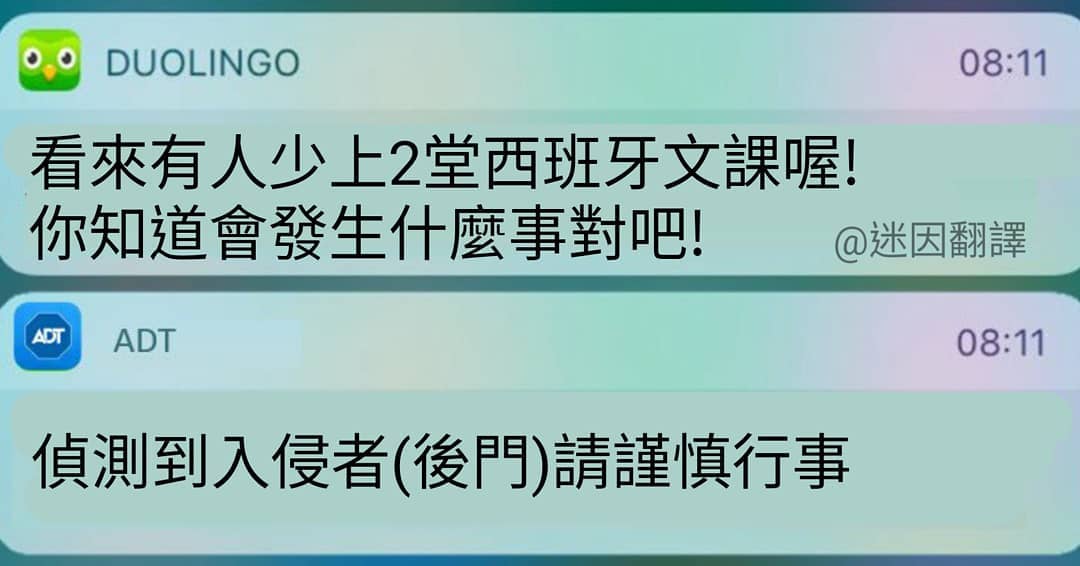 DUOLINGO 08:11
看來有人少上2堂西班牙文課喔!
你知道會發生什麼事對吧!
@迷因翻譯
ADT ADT 08:11
偵測到入侵者(後門)請謹慎行事